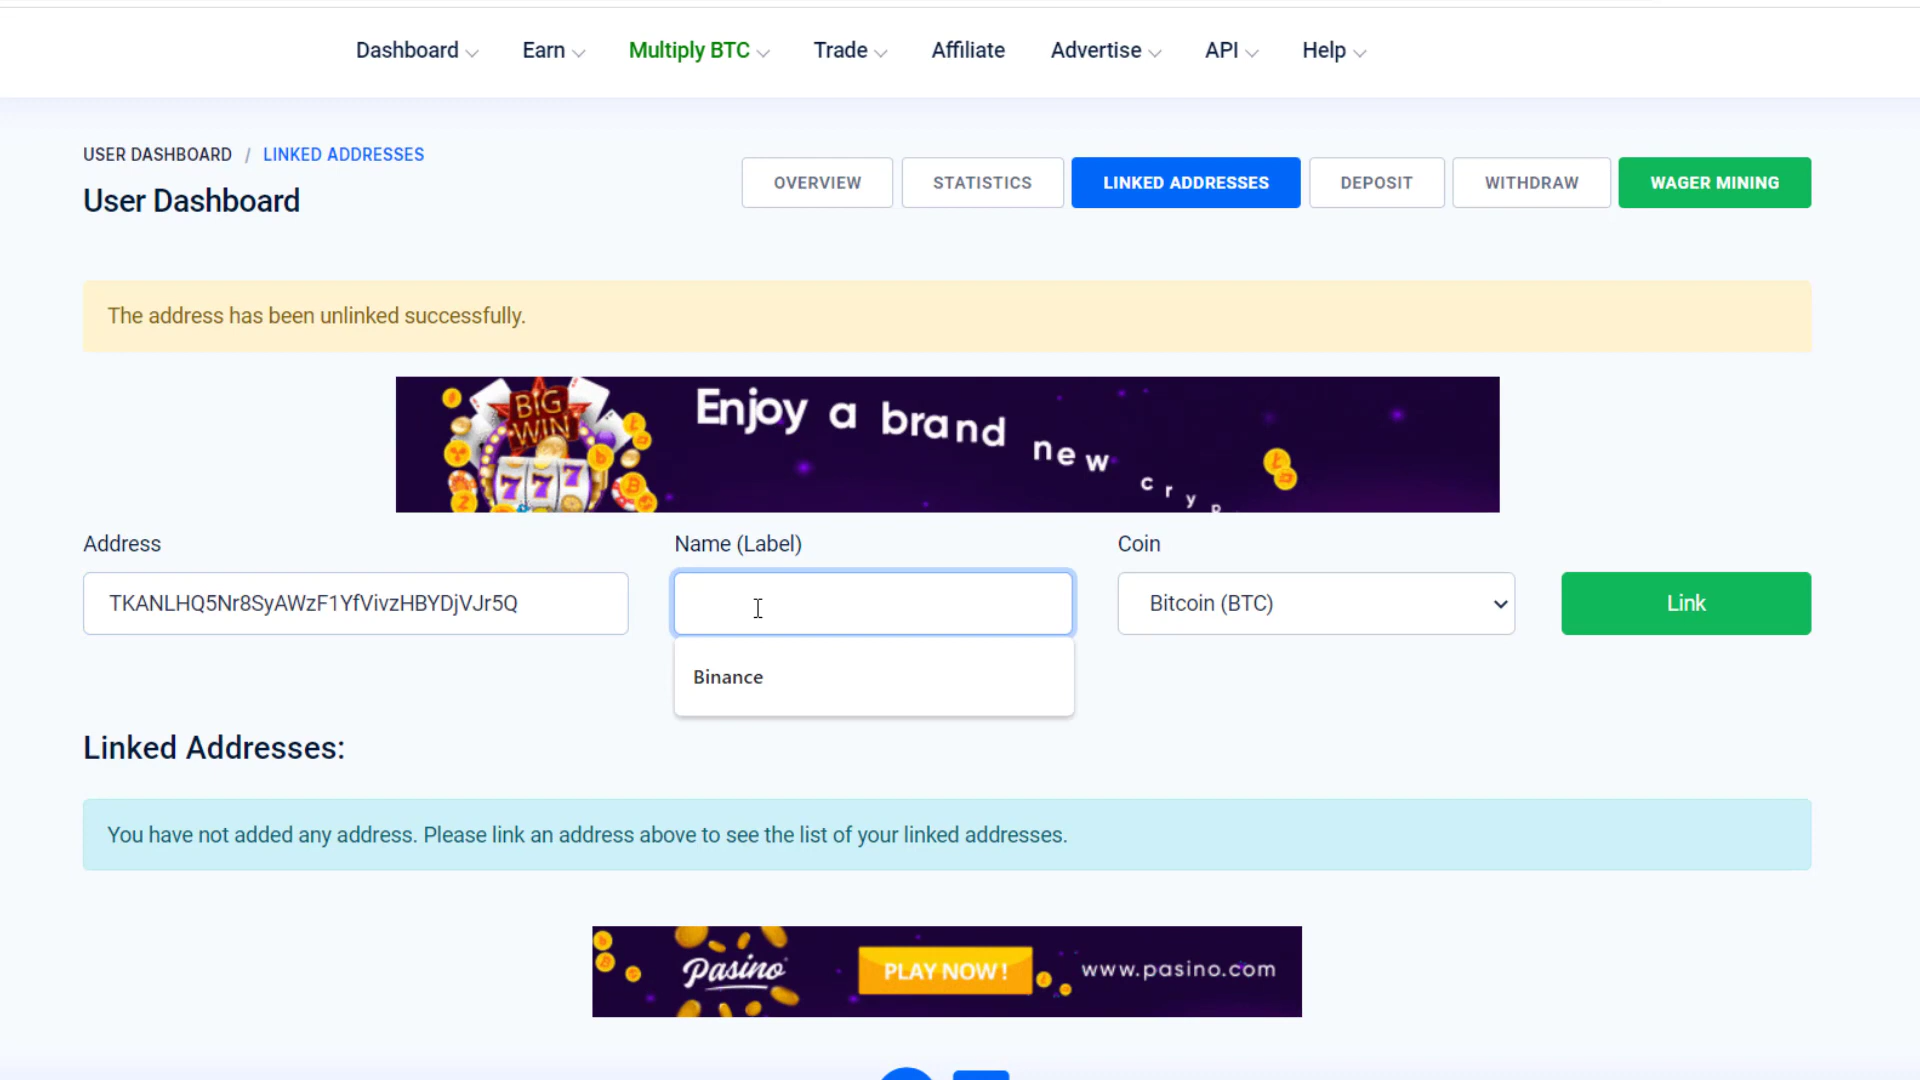 Dashboard Earn Multiply BTC Trade Affiliate Advertise API Help
USER DASHBOARD / LINKED ADDRESSES
User Dashboard
OVERVIEW STATISTICS LINKED ADDRESSES DEPOSIT WITHDRAW WAGER MINING
The address has been unlinked successfully.
BIG
WIN
777
Enjoy a brand new cryp
Address Name (Label) Coin
TKANLHQ5Nr8SyAWzF1YfVivzHBYDjVJr5Q Bitcoin (BTC) Link
Binance
Linked Addresses:
You have not added any address. Please link an address above to see the list of your linked addresses.
Pasino PLAY NOW! www.pasino.com